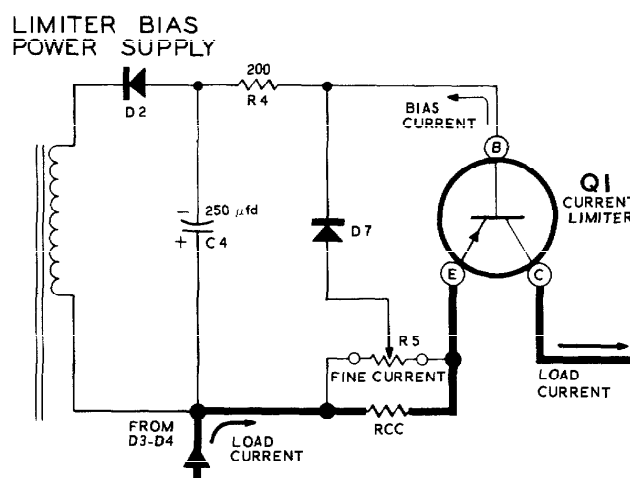 LIMITER BIAS
POWER SUPPLY
D2
200
R4
BIAS
CURRENT
B
Q1
CURRENT
LIMITER
− 250 µfd
+ C4
D7
E
C
R5
FINE CURRENT
LOAD
CURRENT
RCC
FROM
D3-D4
LOAD
CURRENT